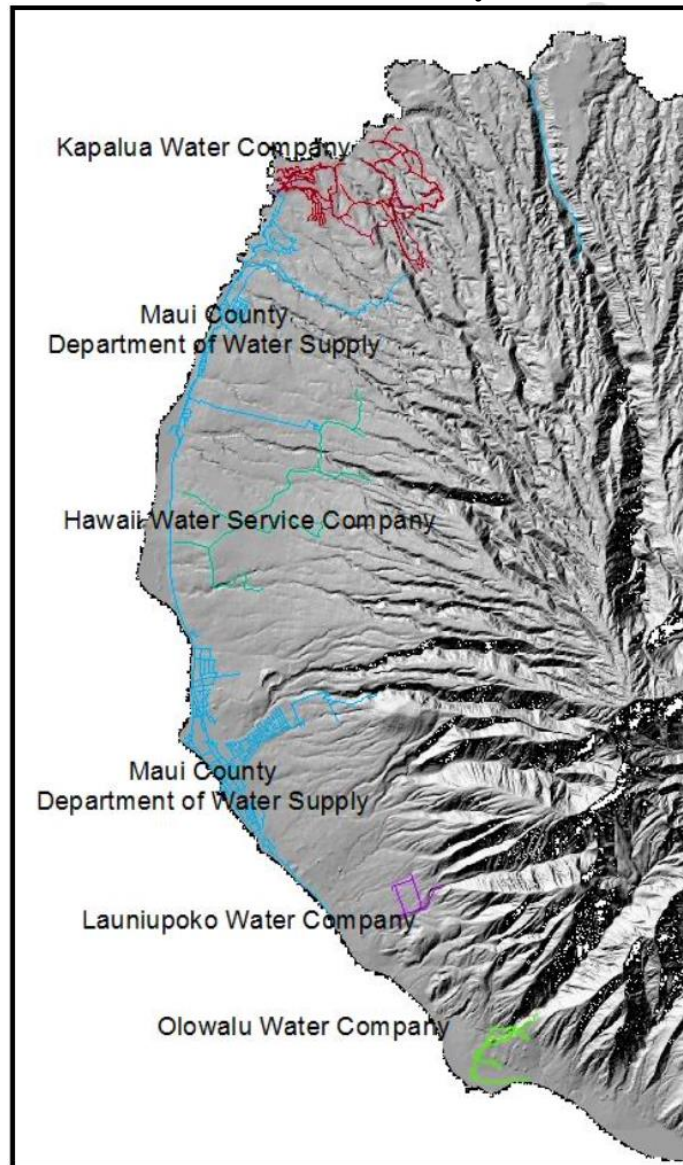 Kapalua Water Company
Maui County
Department of Water Supply
Hawaii Water Service Company
Maui County
Department of Water Supply
Launiupoko Water Company
Olowalu Water Company